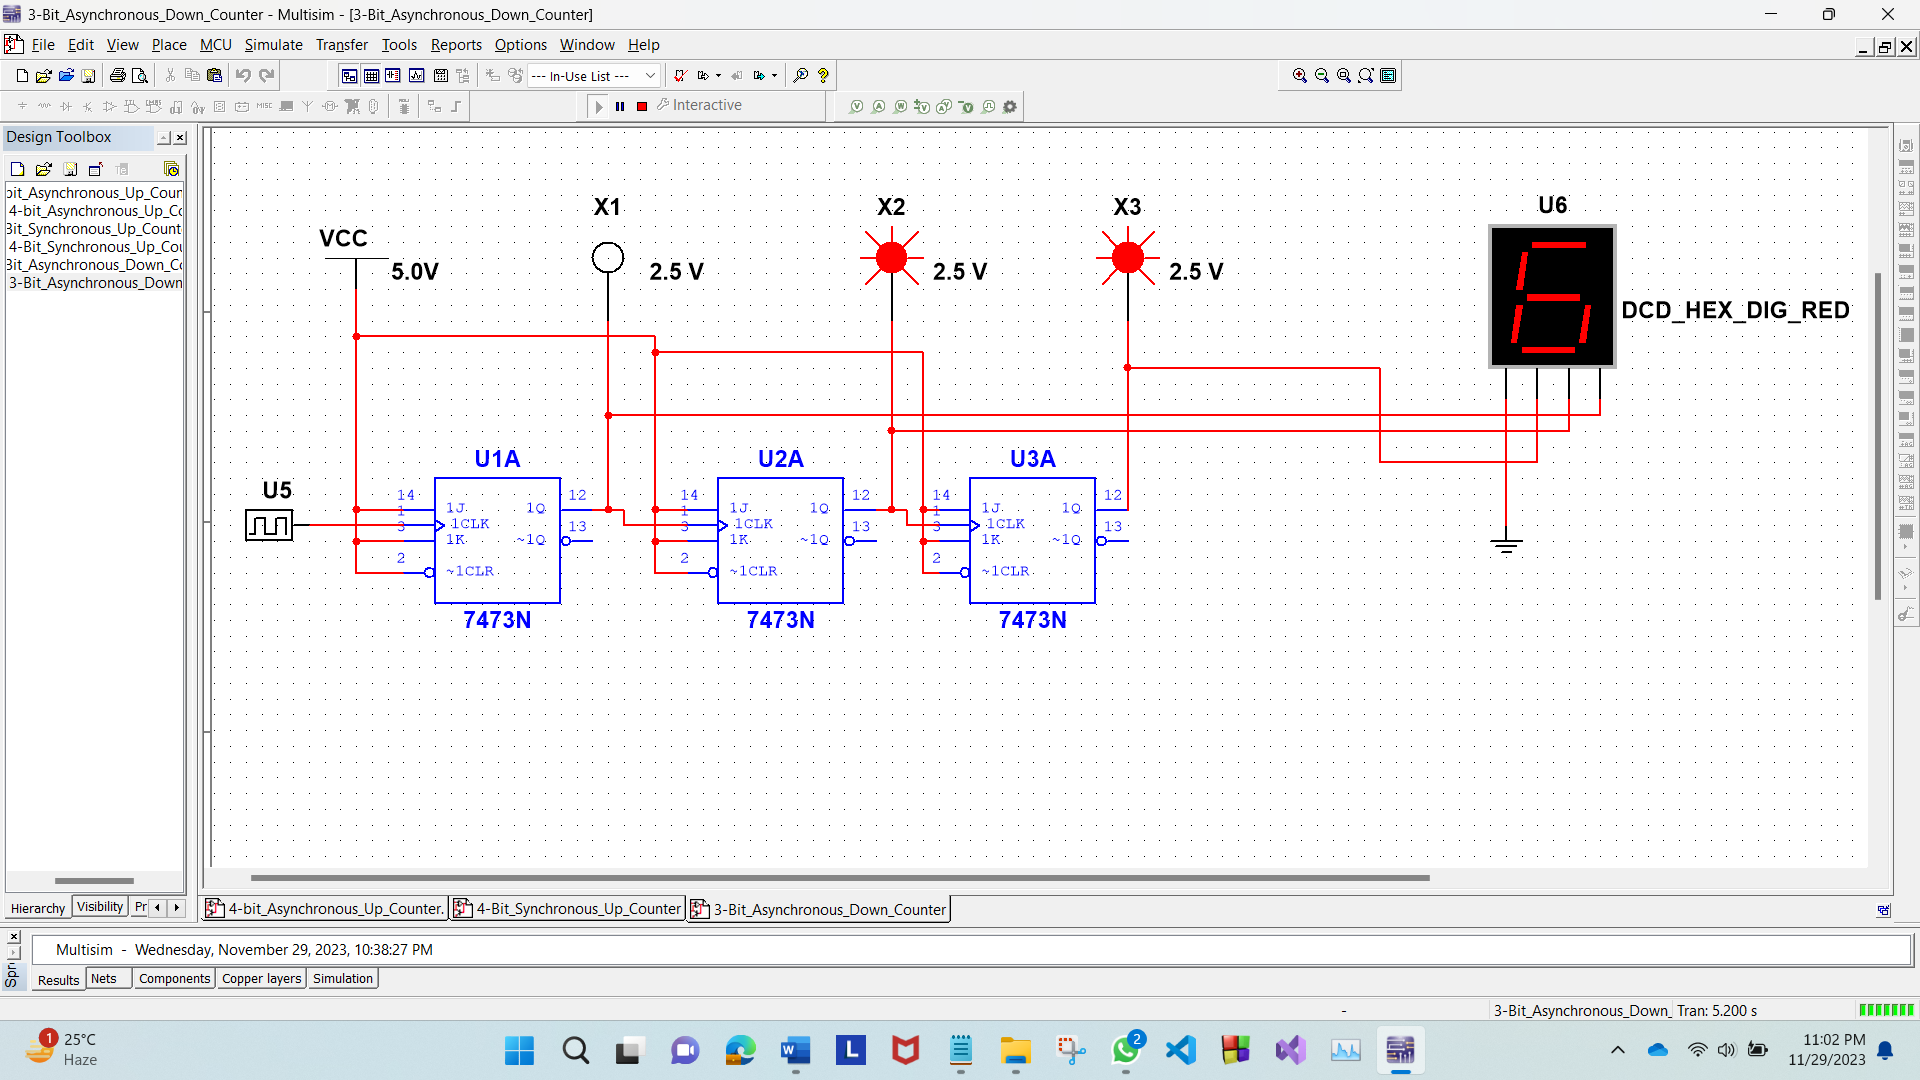 3-Bit_Asynchronous_Down_Counter - Multisim - [3-Bit_Asynchronous_Down_Counter]
File Edit View Place MCU Simulate Transfer Tools Reports Options Window Help
--- In-Use List ---
MISC
Interactive
Design Toolbox
bit_Asynchronous_Up_Coun
4-bit_Asynchronous_Up_Co
Bit_Synchronous_Up_Count
4-Bit_Synchronous_Up_Cou
Bit_Asynchronous_Down_Co
3-Bit_Asynchronous_Down
X1 X2 X3 U6
VCC
5.0V 2.5 V 2.5 V 2.5 V
6
DCD_HEX_DIG_RED
U1A U2A U3A
U5
14 12 14 12 14 12
1J 1Q 1J 1Q 1J 1Q
1 1 1
1CLK 1CLK 1CLK
3 13 3 13 3 13
1K ~1Q 1K ~1Q 1K ~1Q
2 2 2
~1CLR ~1CLR ~1CLR
7473N 7473N 7473N
Hierarchy Visibility Pr
4-bit_Asynchronous_Up_Counter. 4-Bit_Synchronous_Up_Counter 3-Bit_Asynchronous_Down_Counter
Multisim - Wednesday, November 29, 2023, 10:38:27 PM
Spr
Results Nets Components Copper layers Simulation
- 3-Bit_Asynchronous_Down_ Tran: 5.200 s
1
25°C
Haze
L
2
11:02 PM
11/29/2023